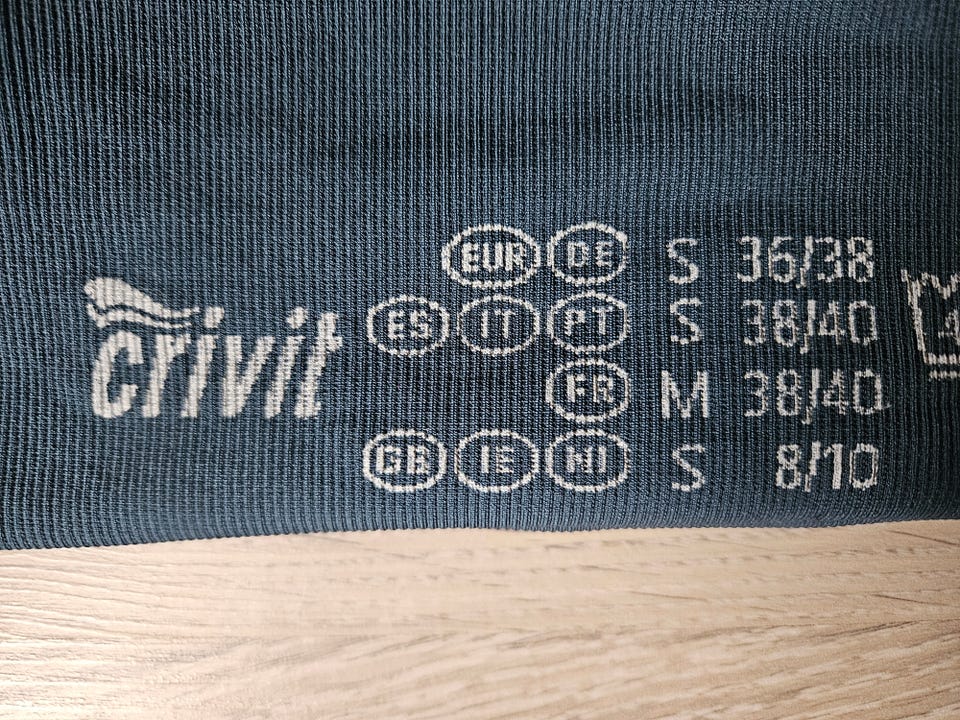 crivit
EUR DE S 36/38
ES IT PT S 38/40
FR M 38/40
GB IE NI S 8/10